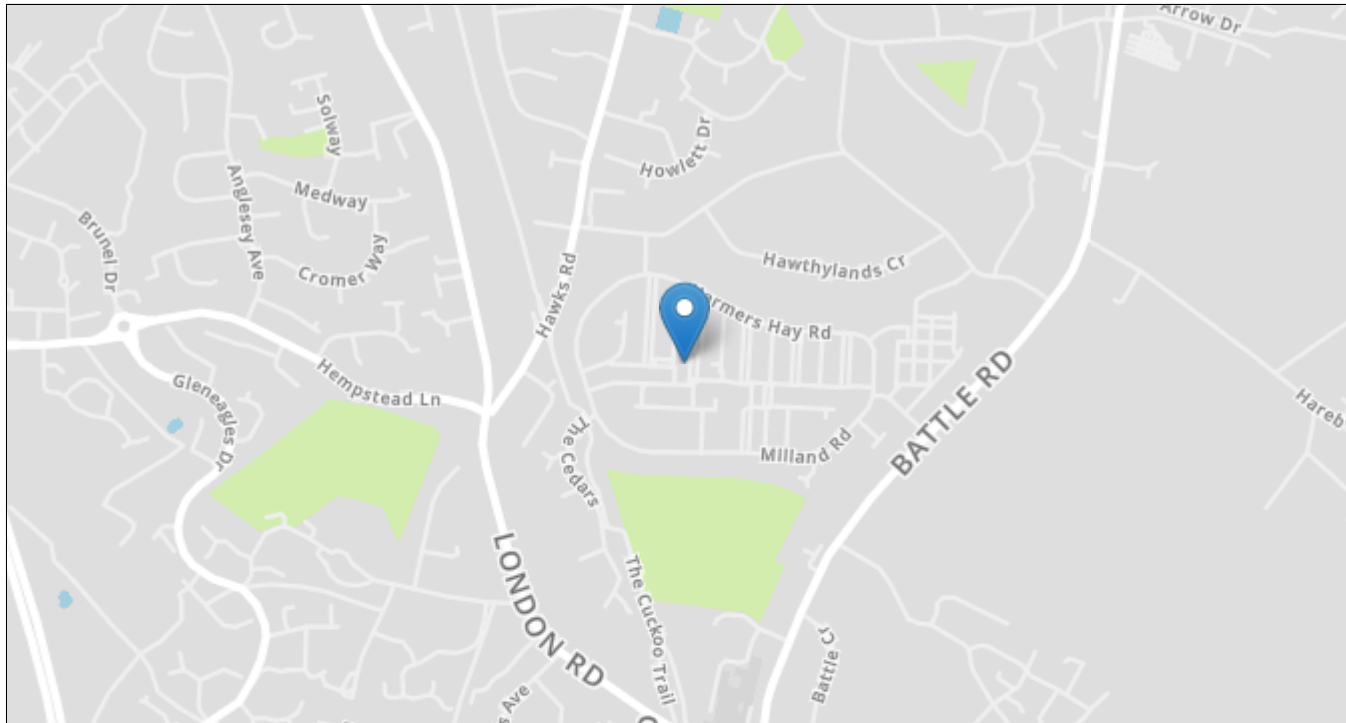 Arrow Dr
Solway
Howlett Dr
Anglesey Ave
Medway
Brunel Dr
Cromer Way
Hawthylands Cr
Hawks Rd
Hay Rd
Hempstead Ln
Gleneagles Dr
BATTLE RD
The Cedars
Milland Rd
LONDON RD
The Cuckoo Trail
Battle Cr